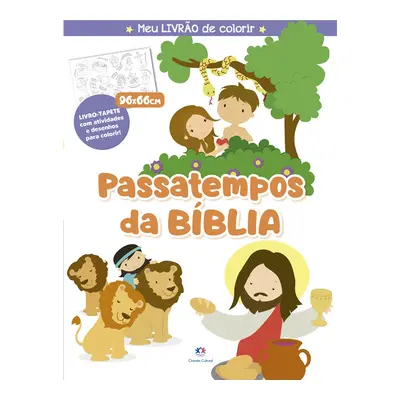 Meu LIVRÃO de colorir
96x66CM
LIVRO-TAPETE
com atividades
e desenhos
para colorir!
Passatempos
da BÍBLIA
Ciranda Cultural